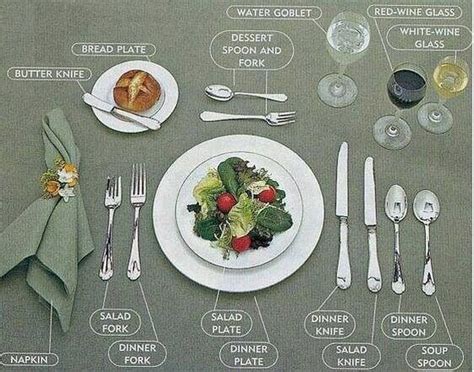 WATER GOBLET
RED-WINE GLASS
WHITE-WINE
GLASS
BREAD PLATE
DESSERT
SPOON AND
FORK
BUTTER KNIFE
SALAD
FORK
SALAD
PLATE
DINNER
KNIFE
DINNER
SPOON
NAPKIN
DINNER
FORK
DINNER
PLATE
SALAD
KNIFE
SOUP
SPOON